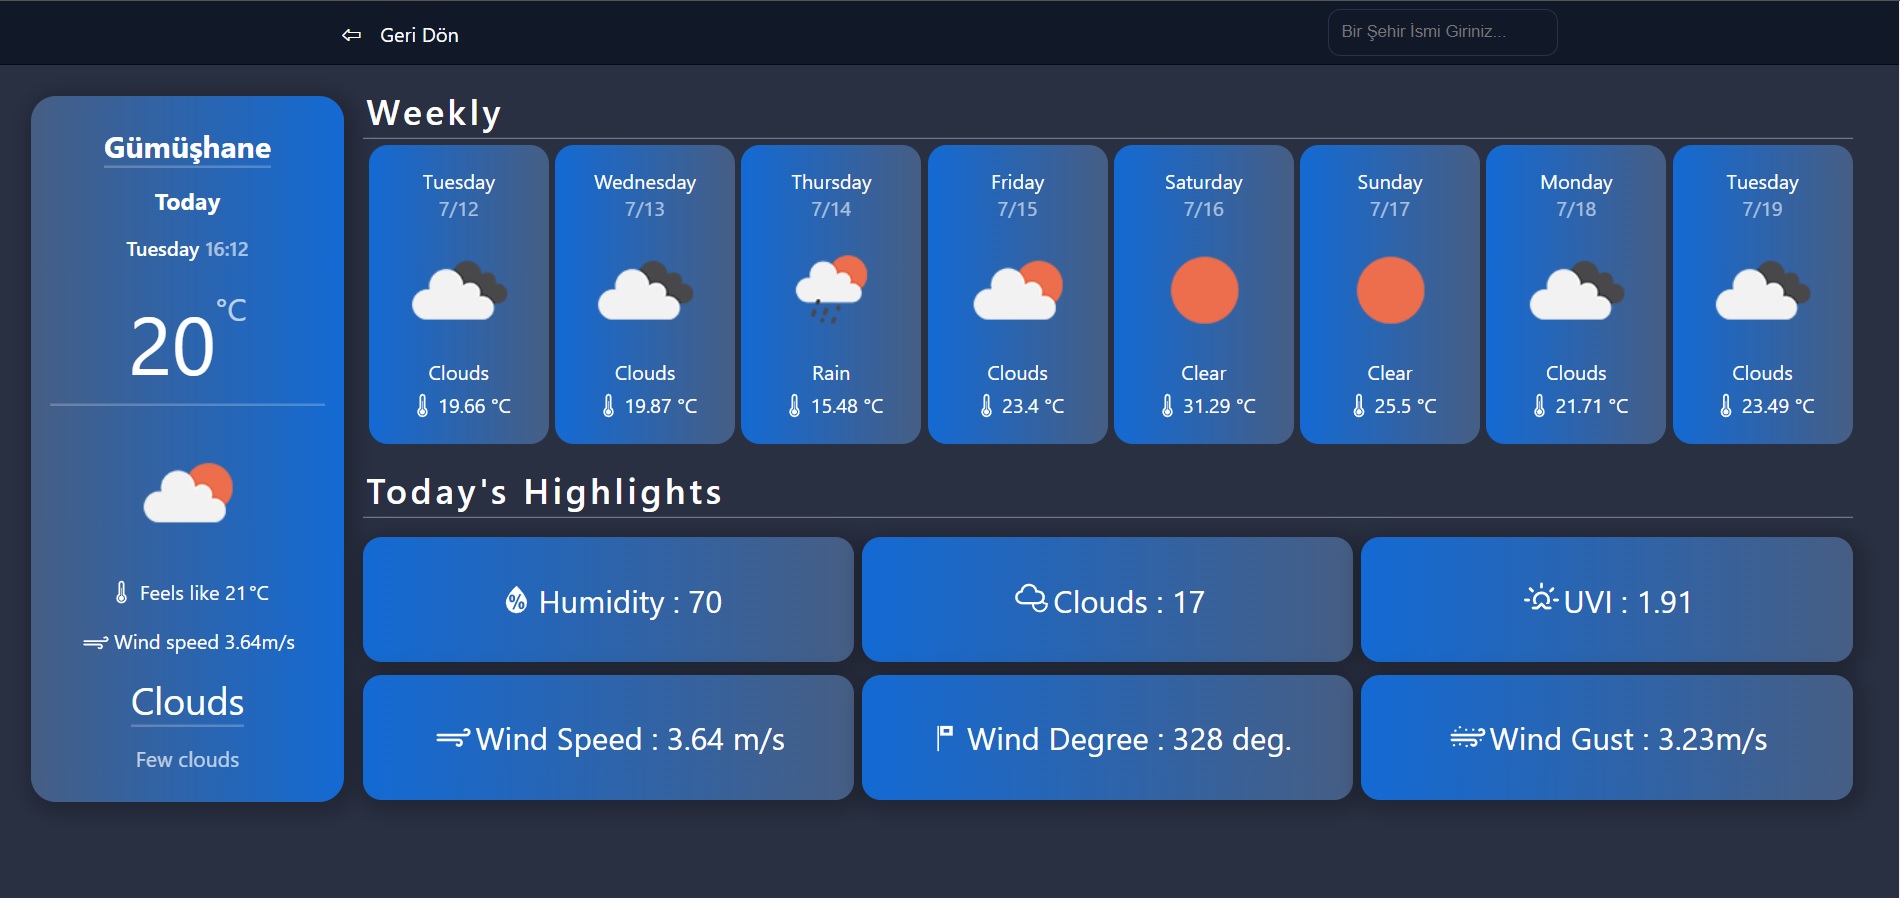 Geri Dön
Bir Şehir İsmi Giriniz...
Gümüşhane
Today
Tuesday 16:12
20 °C
Feels like 21°C
Wind speed 3.64m/s
Clouds
Few clouds
Weekly
Tuesday
7/12
Clouds
19.66 °C
Wednesday
7/13
Clouds
19.87 °C
Thursday
7/14
Rain
15.48 °C
Friday
7/15
Clouds
23.4 °C
Saturday
7/16
Clear
31.29 °C
Sunday
7/17
Clear
25.5 °C
Monday
7/18
Clouds
21.71 °C
Tuesday
7/19
Clouds
23.49 °C
Today's Highlights
Humidity : 70
Clouds : 17
UVI : 1.91
Wind Speed : 3.64 m/s
Wind Degree : 328 deg.
Wind Gust : 3.23m/s